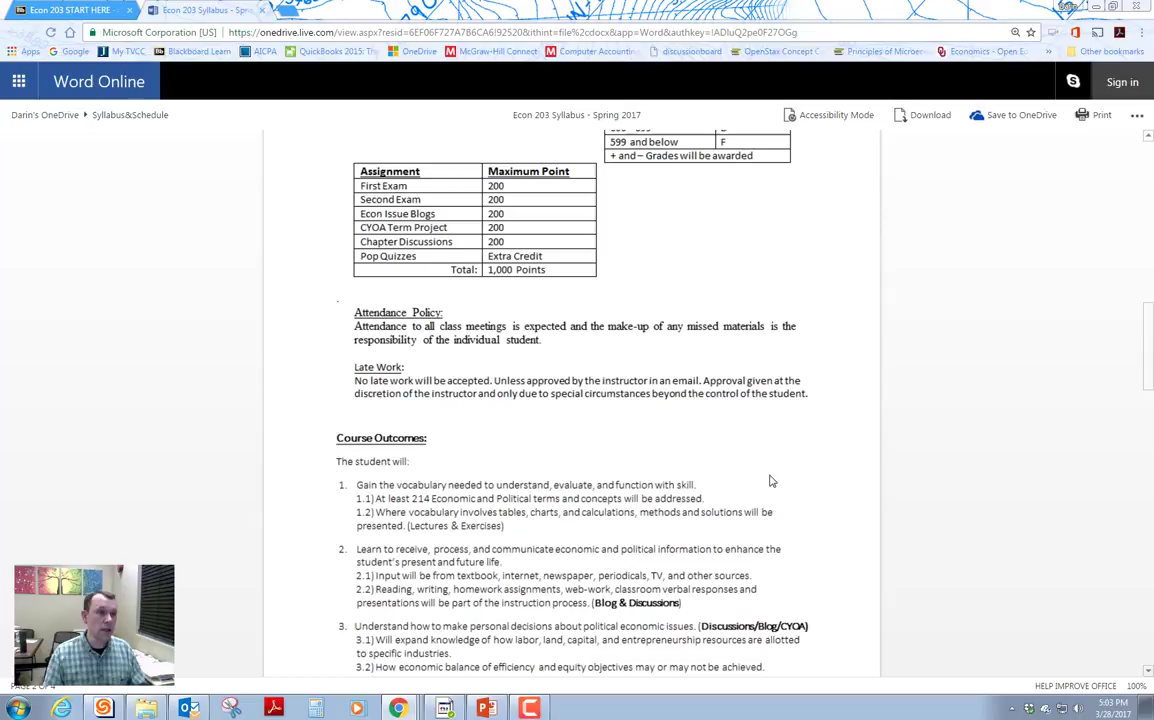 Econ 203 START HERE -
Econ 203 Syllabus - Spr
Microsoft Corporation [US]
https://onedrive.live.com/view.aspx?resid=6EF06F727A7B6CA6!92520&ithint=file%2cdocx&app=Word&authkey=!ADIuQ2pe0F27OGg
Apps
Google
My TVCC
Blackboard Learn
AICPA
QuickBooks 2015: The
OneDrive
McGraw-Hill Connect
Computer Accounting
discussionboard
OpenStax Concept C
Principles of Microec
Economics - Open E
»
Other bookmarks
Word Online
Sign in
Darin's OneDrive
Syllabus&Schedule
Econ 203 Syllabus - Spring 2017
Accessibility Mode
Download
Save to OneDrive
Print
599 and below F
+ and – Grades will be awarded
Assignment Maximum Point
First Exam 200
Second Exam 200
Econ Issue Blogs 200
CYOA Term Project 200
Chapter Discussions 200
Pop Quizzes Extra Credit
Total: 1,000 Points
Attendance Policy:
Attendance to all class meetings is expected and the make-up of any missed materials is the
responsibility of the individual student.
Late Work:
No late work will be accepted. Unless approved by the instructor in an email. Approval given at the
discretion of the instructor and only due to special circumstances beyond the control of the student.
Course Outcomes:
The student will:
1. Gain the vocabulary needed to understand, evaluate, and function with skill.
1.1) At least 214 Economic and Political terms and concepts will be addressed.
1.2) Where vocabulary involves tables, charts, and calculations, methods and solutions will be
presented. (Lectures & Exercises)
2. Learn to receive, process, and communicate economic and political information to enhance the
student's present and future life.
2.1) Input will be from textbook, internet, newspaper, periodicals, TV, and other sources.
2.2) Reading, writing, homework assignments, web-work, classroom verbal responses and
presentations will be part of the instruction process. (Blog & Discussions)
3. Understand how to make personal decisions about political economic issues. (Discussions/Blog/CYOA)
3.1) Will expand knowledge of how labor, land, capital, and entrepreneurship resources are allotted
to specific industries.
3.2) How economic balance of efficiency and equity objectives may or may not be achieved.
PAGE 2 OF 4
HELP IMPROVE OFFICE
100%
5:03 PM
3/28/2017